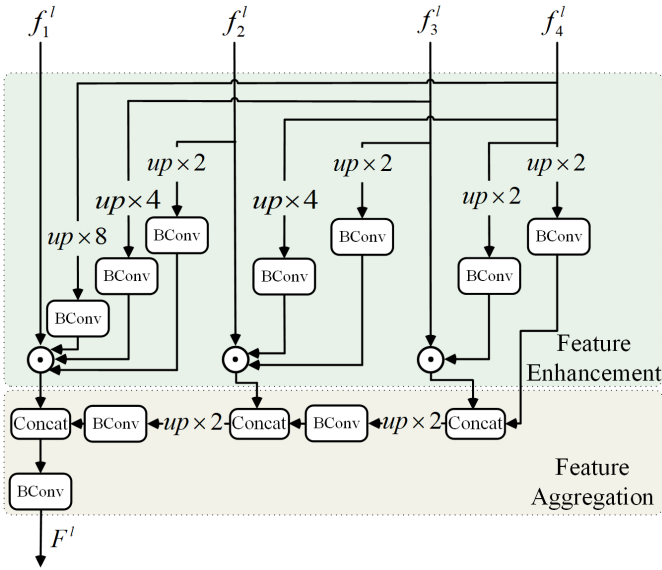 f₁ˡ f₂ˡ f₃ˡ f₄ˡ
up×2 up×2 up×2
up×4 up×4 up×2
BConv BConv BConv
up×8
BConv BConv BConv
BConv
Feature
Enhancement
Concat BConv up×2 Concat BConv up×2 Concat
Feature
Aggregation
BConv
Fˡ